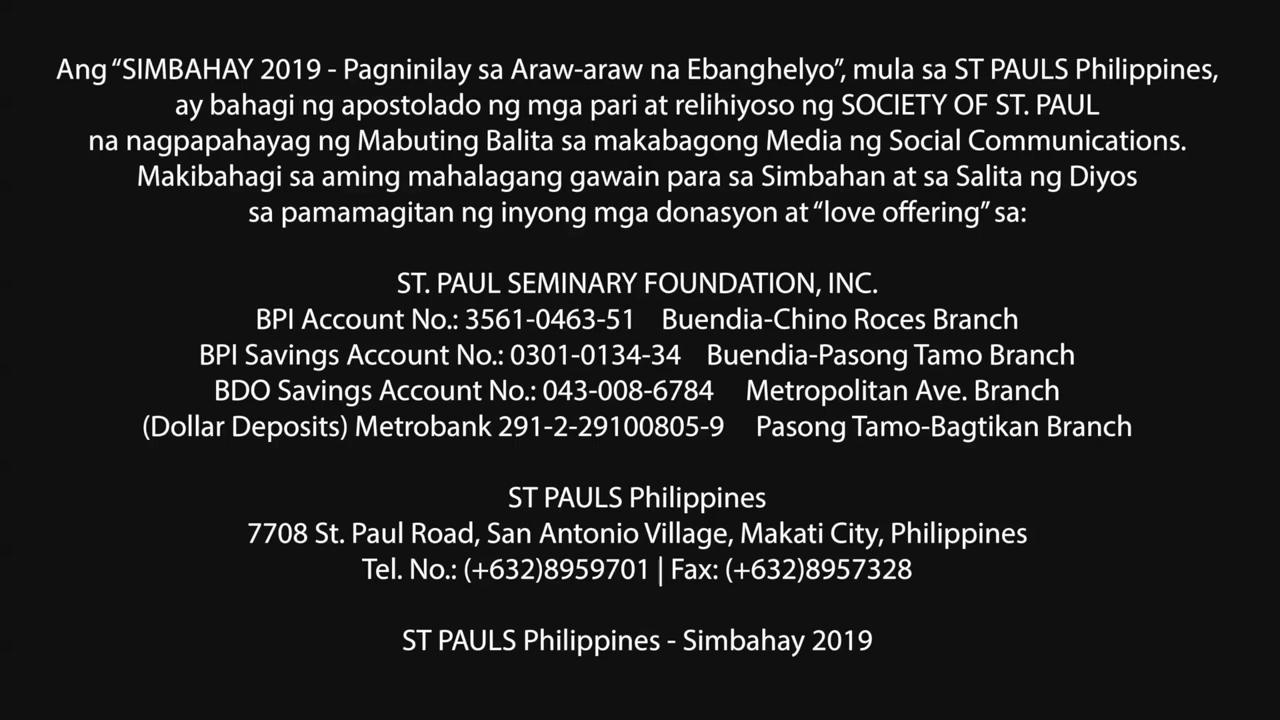 Ang “SIMBAHAY 2019 - Pagninilay sa Araw-araw na Ebanghelyo”, mula sa ST PAULS Philippines,
ay bahagi ng apostolado ng mga pari at relihiyoso ng SOCIETY OF ST. PAUL
na nagpapahayag ng Mabuting Balita sa makabagong Media ng Social Communications.
Makibahagi sa aming mahalagang gawain para sa Simbahan at sa Salita ng Diyos
sa pamamagitan ng inyong mga donasyon at “love offering” sa:
ST. PAUL SEMINARY FOUNDATION, INC.
BPI Account No.: 3561-0463-51 Buendia-Chino Roces Branch
BPI Savings Account No.: 0301-0134-34 Buendia-Pasong Tamo Branch
BDO Savings Account No.: 043-008-6784 Metropolitan Ave. Branch
(Dollar Deposits) Metrobank 291-2-29100805-9 Pasong Tamo-Bagtikan Branch
ST PAULS Philippines
7708 St. Paul Road, San Antonio Village, Makati City, Philippines
Tel. No.: (+632)8959701 | Fax: (+632)8957328
ST PAULS Philippines - Simbahay 2019